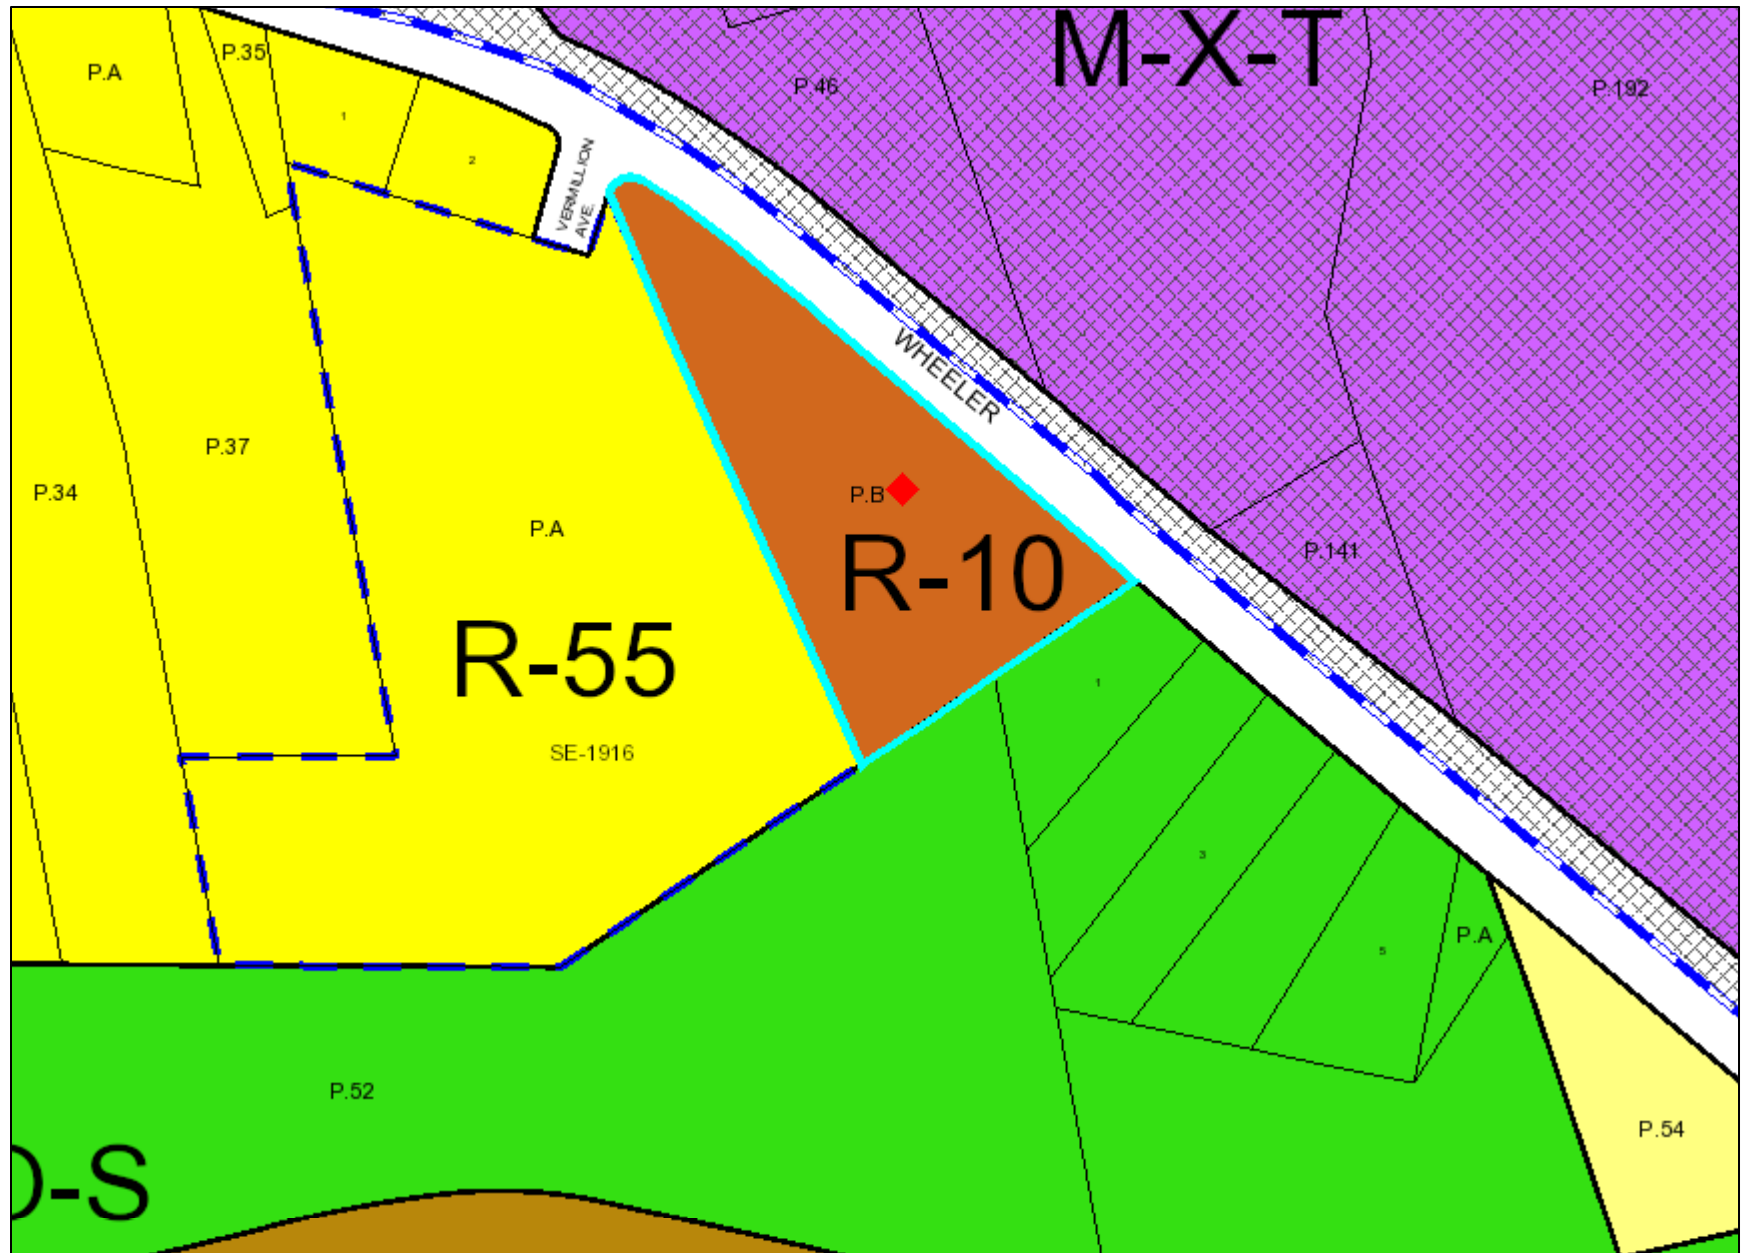 M-X-T
P.35
P.A
P.46
P.192
1
2
VERMILLION
AVE.
WHEELER
P.37
P.34
P.B
P.A
P.141
R-10
R-55
1
SE-1916
3
P.A
5
P.52
P.54
O-S